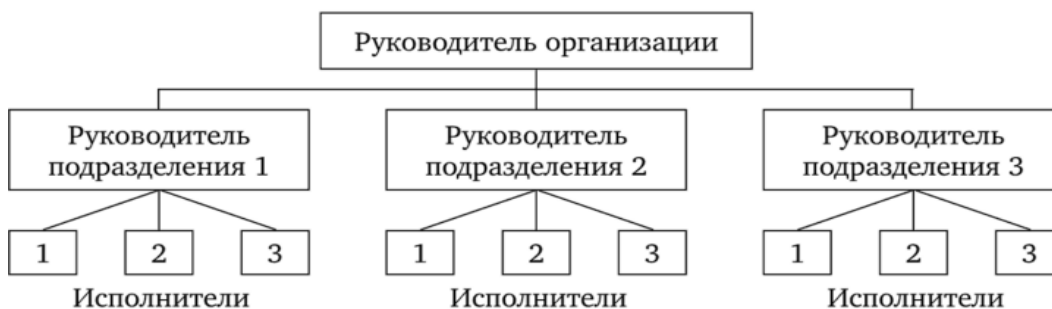 Руководитель организации
Руководитель
подразделения 1
Руководитель
подразделения 2
Руководитель
подразделения 3
1 2 3
1 2 3
1 2 3
Исполнители
Исполнители
Исполнители